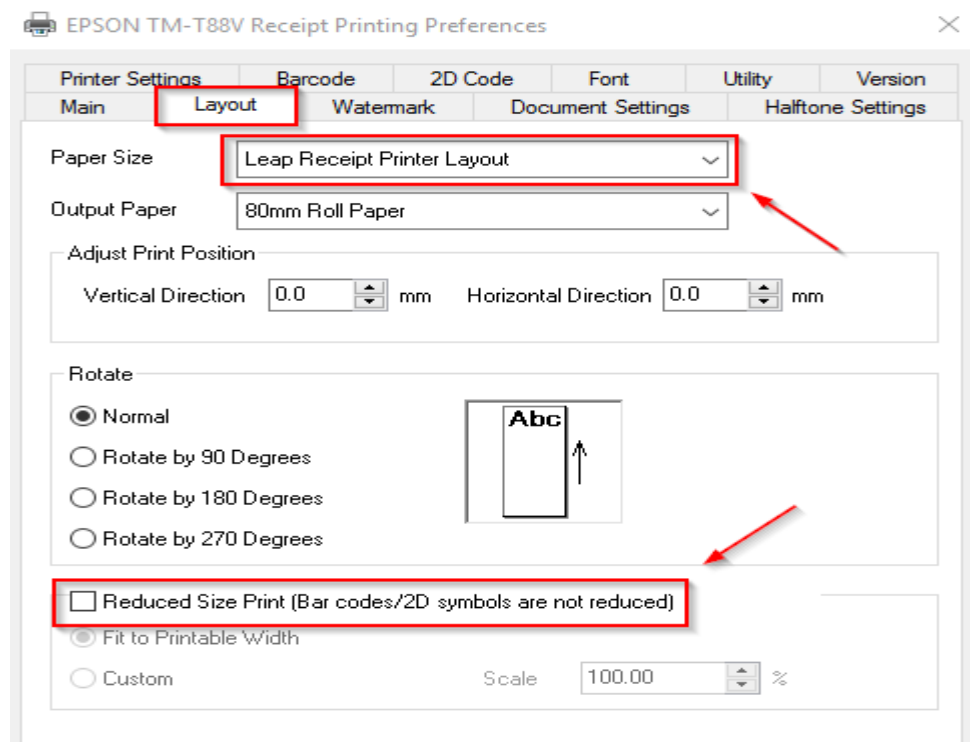 EPSON TM-T88V Receipt Printing Preferences
Printer Settings Barcode 2D Code Font Utility Version
Main Layout Watermark Document Settings Halftone Settings
Paper Size Leap Receipt Printer Layout
Output Paper 80mm Roll Paper
Adjust Print Position
Vertical Direction 0.0 mm Horizontal Direction 0.0 mm
Rotate
Normal
Abc
Rotate by 90 Degrees
Rotate by 180 Degrees
Rotate by 270 Degrees
Reduced Size Print (Bar codes/2D symbols are not reduced)
Fit to Printable Width
Custom Scale 100.00 %